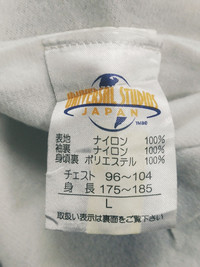 UNIVERSAL STUDIOS
JAPAN
表地 ナイロン 100%
袖裏 ナイロン 100%
身頃裏 ポリエステル 100%
チェスト 96～104
身長 175～185
L
取扱い表示は裏面をご覧下さい